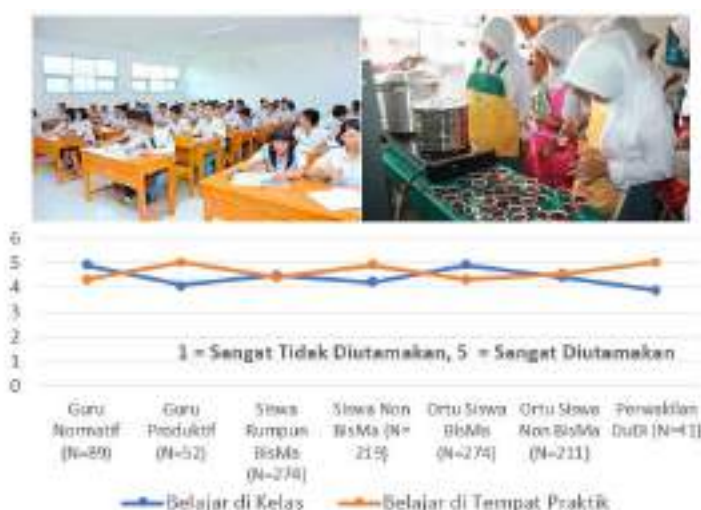 6
5
4
3
2
1
0
1 = Sangat Tidak Diutamakan, 5 = Sangat Diutamakan
Guru
Normatif
(N=89)
Guru
Produktif
(N=52)
Siswa
Rumpun
BisMa
(N=274)
Siswa Non
BisMa (N=
219)
Ortu Siswa
BisMa
(N=274)
Ortu Siswa
Non BisMa
(N=211)
Perwakilan
DuDi (N=41)
Belajar di Kelas
Belajar di Tempat Praktik